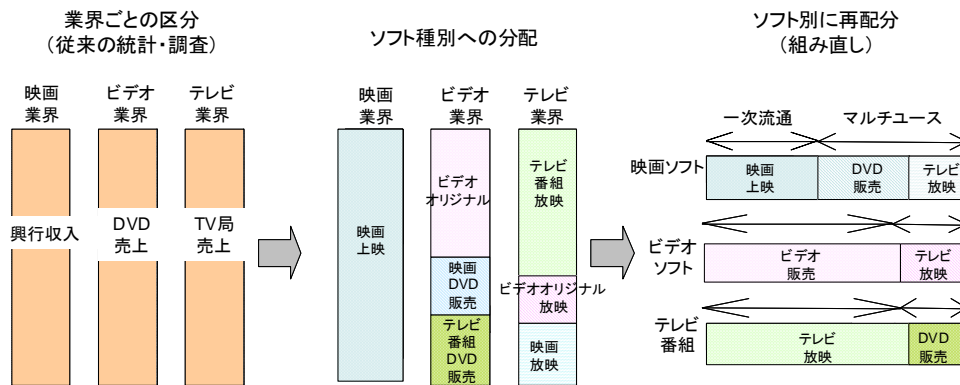 業界ごとの区分
（従来の統計・調査）
映画
業界
ビデオ
業界
テレビ
業界
興行収入
DVD
売上
TV局
売上
ソフト種別への分配
映画
業界
ビデオ
業界
テレビ
業界
映画
上映
ビデオ
オリジナル
映画
DVD
販売
テレビ
番組
DVD
販売
テレビ
番組
放映
ビデオオリジナル
放映
映画
放映
ソフト別に再配分
（組み直し）
一次流通
マルチユース
映画ソフト
映画
上映
DVD
販売
テレビ
放映
ビデオ
ソフト
ビデオ
販売
テレビ
放映
テレビ
番組
テレビ
放映
DVD
販売